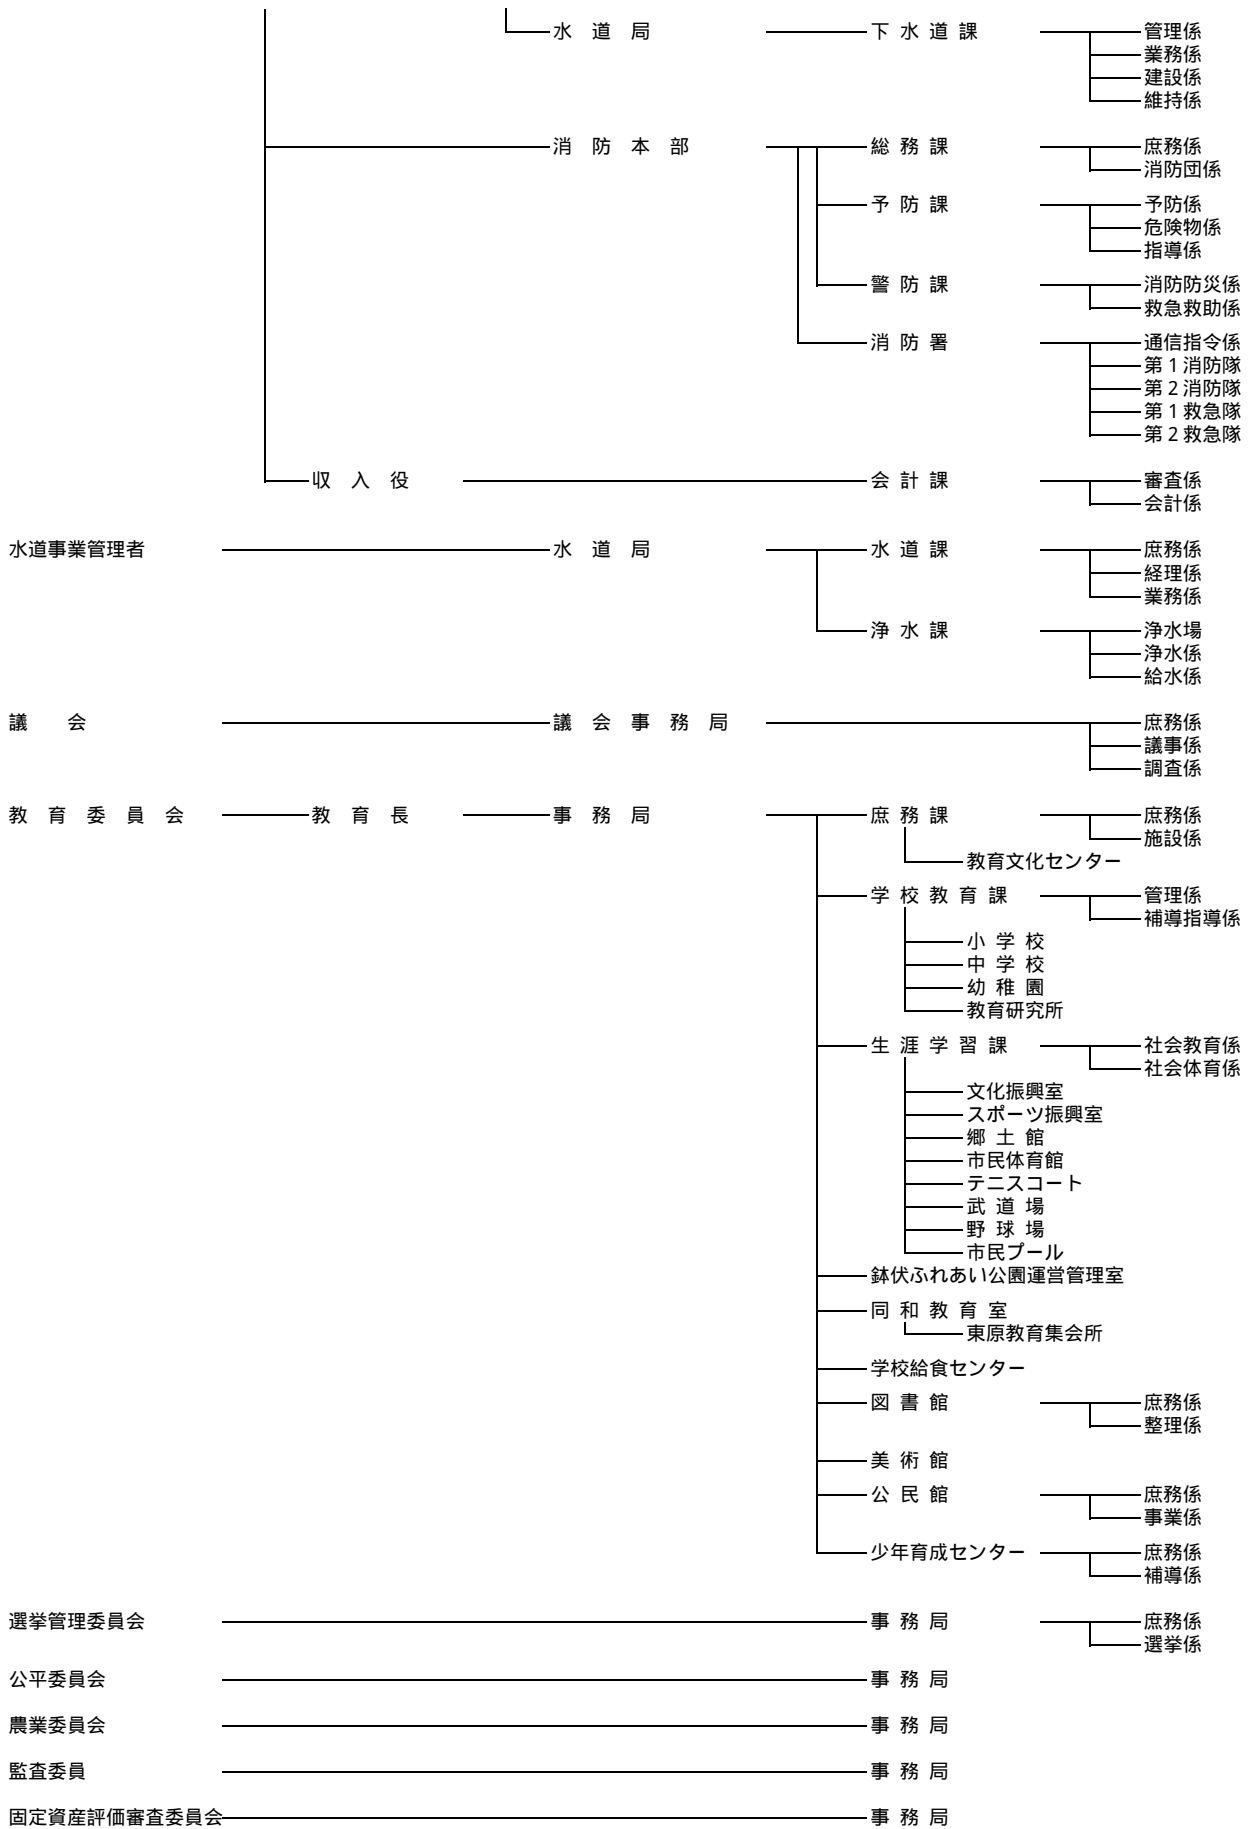 水道局 下水道課 管理係
業務係
建設係
維持係
消防本部 総務課 庶務係
消防団係
予防課 予防係
危険物係
指導係
警防課 消防防災係
救急救助係
消防署 通信指令係
第1消防隊
第2消防隊
第1救急隊
第2救急隊
収入役 会計課 審査係
会計係
水道事業管理者 水道局 水道課 庶務係
経理係
業務係
浄水課 浄水場
浄水係
給水係
議会 議会事務局 庶務係
議事係
調査係
教育委員会 教育長 事務局 庶務課 庶務係
施設係
教育文化センター
学校教育課 管理係
補導指導係
小学校
中学校
幼稚園
教育研究所
生涯学習課 社会教育係
社会体育係
文化振興室
スポーツ振興室
郷土館
市民体育館
テニスコート
武道場
野球場
市民プール
鉢伏ふれあい公園運営管理室
同和教育室
東原教育集会所
学校給食センター
図書館 庶務係
整理係
美術館
公民館 庶務係
事業係
少年育成センター 庶務係
補導係
選挙管理委員会 事務局 庶務係
選挙係
公平委員会 事務局
農業委員会 事務局
監査委員 事務局
固定資産評価審査委員会 事務局